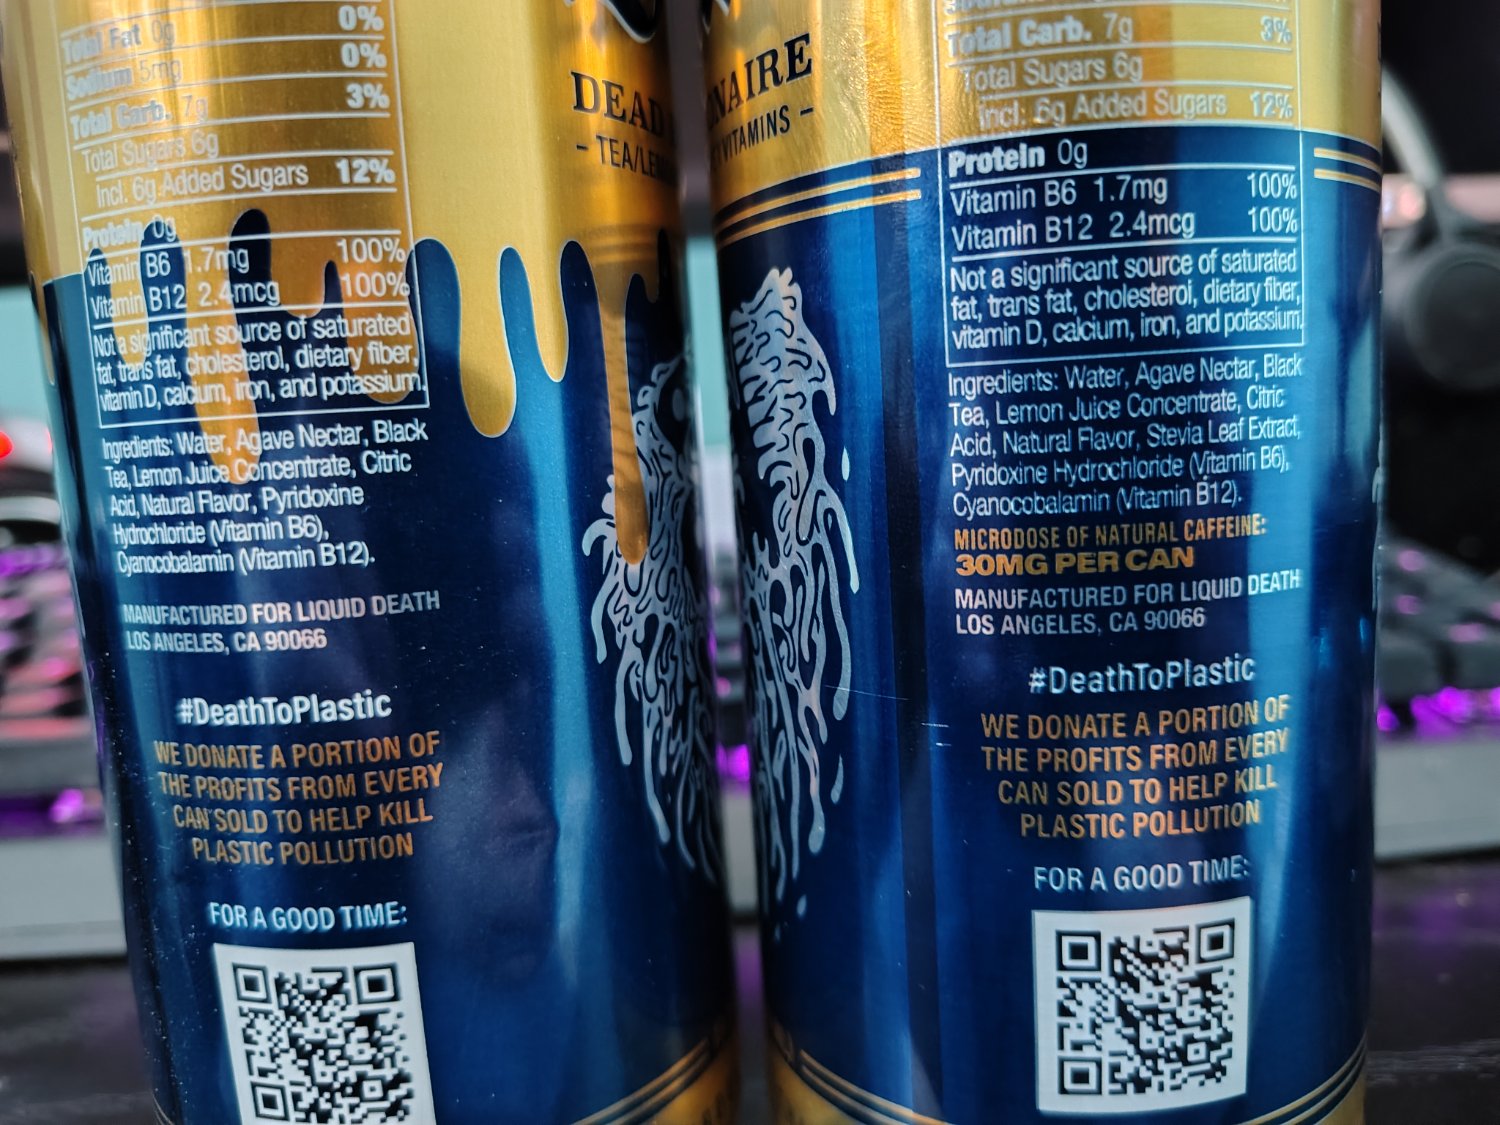 0%
Total Fat 0g 0%
Sodium 5mg 3%
Total Carb. 7g
Total Sugars 6g
Incl. 6g Added Sugars 12%
Protein 0g
Vitamin B6 1.7mg 100%
Vitamin B12 2.4mcg 100%
Not a significant source of saturated
fat, trans fat, cholesterol, dietary fiber,
vitamin D, calcium, iron, and potassium.
Ingredients: Water, Agave Nectar, Black
Tea, Lemon Juice Concentrate, Citric
Acid, Natural Flavor, Pyridoxine
Hydrochloride (Vitamin B6),
Cyanocobalamin (Vitamin B12).
MANUFACTURED FOR LIQUID DEATH
LOS ANGELES, CA 90066
#DeathToPlastic
WE DONATE A PORTION OF
THE PROFITS FROM EVERY
CAN SOLD TO HELP KILL
PLASTIC POLLUTION
FOR A GOOD TIME:
DEAD
- TEA/LEM
NAIRE
VITAMINS -
Total Carb. 7g 3%
Total Sugars 6g
Incl. 6g Added Sugars 12%
Protein 0g
Vitamin B6 1.7mg 100%
Vitamin B12 2.4mcg 100%
Not a significant source of saturated
fat, trans fat, cholesterol, dietary fiber,
vitamin D, calcium, iron, and potassium.
Ingredients: Water, Agave Nectar, Black
Tea, Lemon Juice Concentrate, Citric
Acid, Natural Flavor, Stevia Leaf Extract,
Pyridoxine Hydrochloride (Vitamin B6),
Cyanocobalamin (Vitamin B12).
MICRODOSE OF NATURAL CAFFEINE:
30MG PER CAN
MANUFACTURED FOR LIQUID DEATH
LOS ANGELES, CA 90066
#DeathToPlastic
WE DONATE A PORTION OF
THE PROFITS FROM EVERY
CAN SOLD TO HELP KILL
PLASTIC POLLUTION
FOR A GOOD TIME: